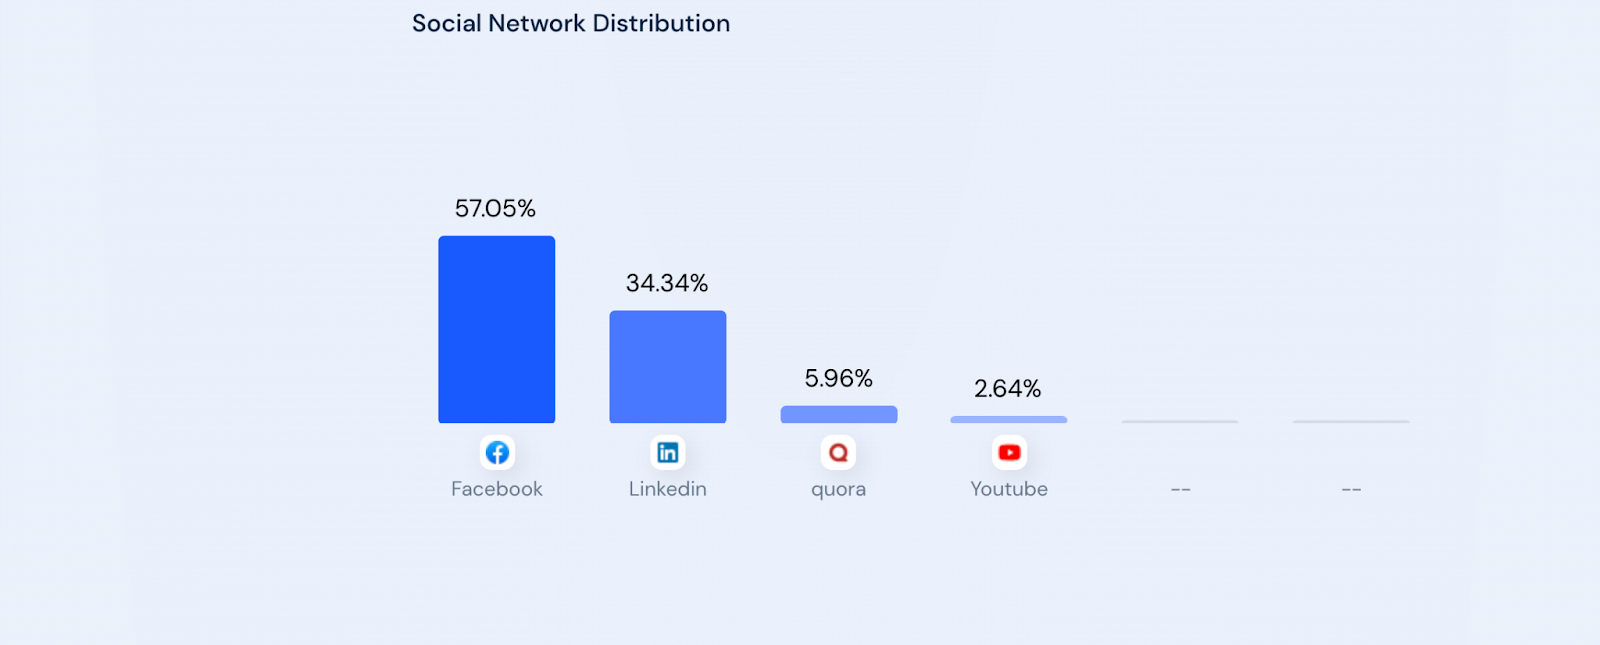 Social Network Distribution
57.05%
34.34%
5.96%
2.64%
Facebook
Linkedin
quora
Youtube
--
--